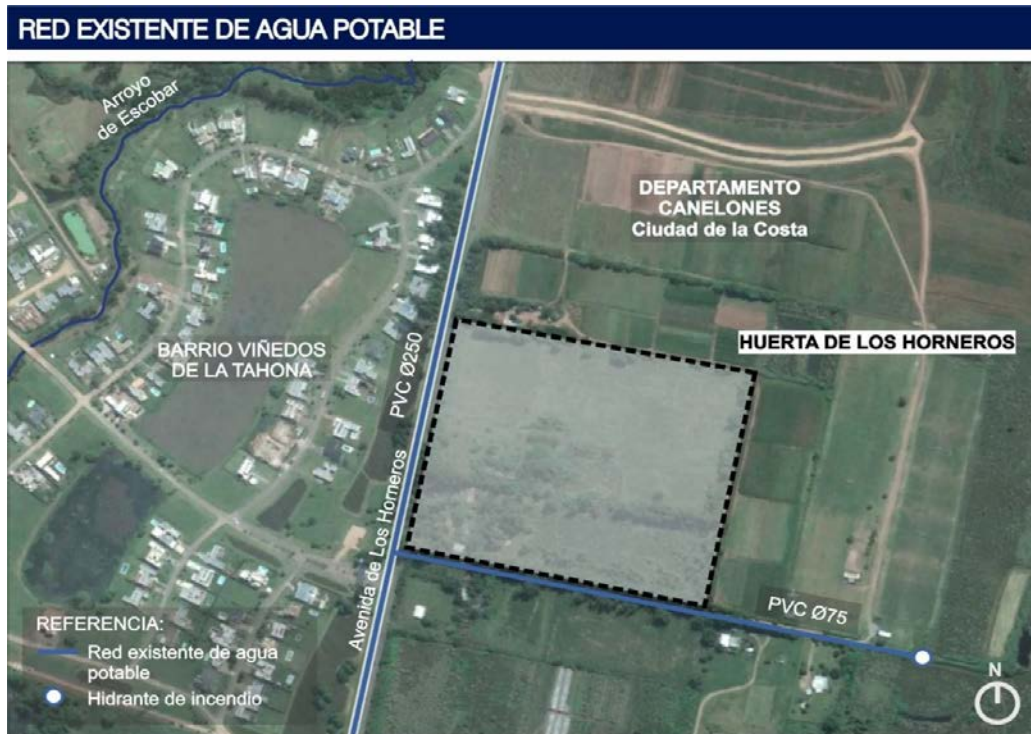 RED EXISTENTE DE AGUA POTABLE
Arroyo
de Escobar
DEPARTAMENTO
CANELONES
Ciudad de la Costa
BARRIO VIÑEDOS
DE LA TAHONA
PVC Ø250
HUERTA DE LOS HORNEROS
Avenida de Los Horneros
PVC Ø75
REFERENCIA:
Red existente de agua
potable
Hidrante de incendio
N